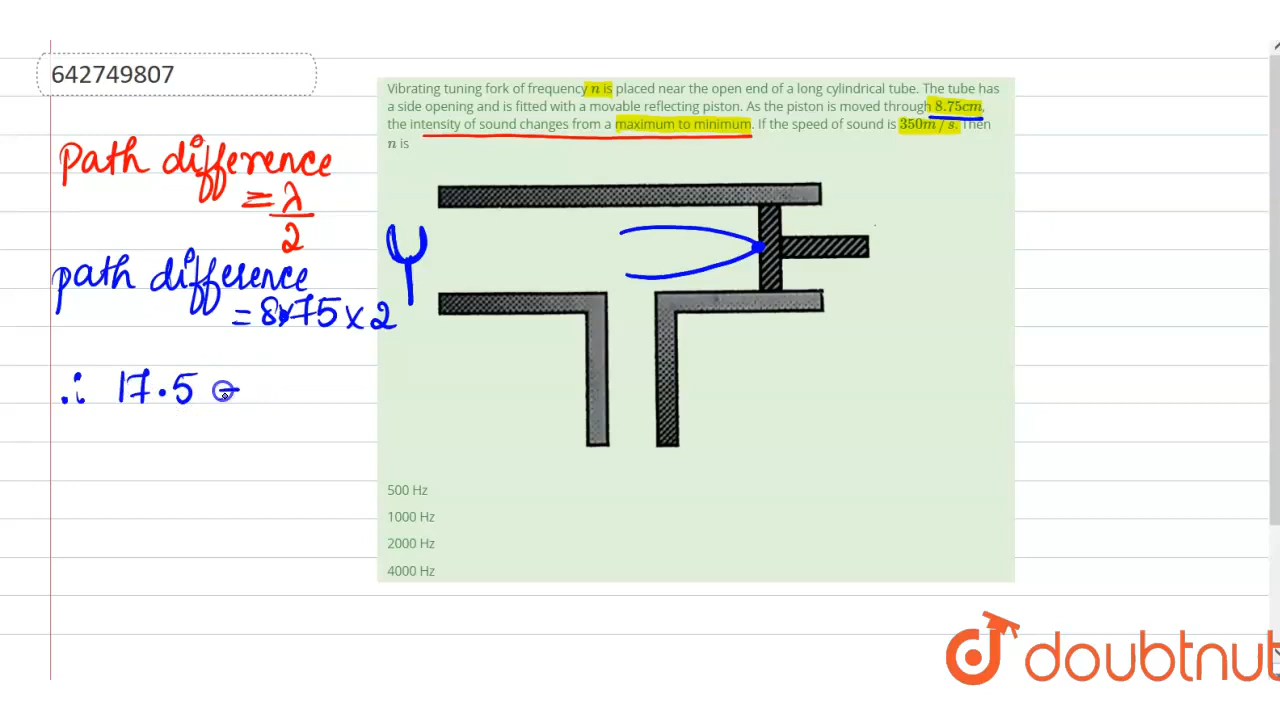 642749807
Vibrating tuning fork of frequency n is placed near the open end of a long cylindrical tube. The tube has
a side opening and is fitted with a movable reflecting piston. As the piston is moved through 8.75cm,
the intensity of sound changes from a maximum to minimum. If the speed of sound is 350m/s. Then
n is
Path difference
= λ/2
path difference
= 8.75 × 2
∴ 17.5 =
500 Hz
1000 Hz
2000 Hz
4000 Hz
doubtnut